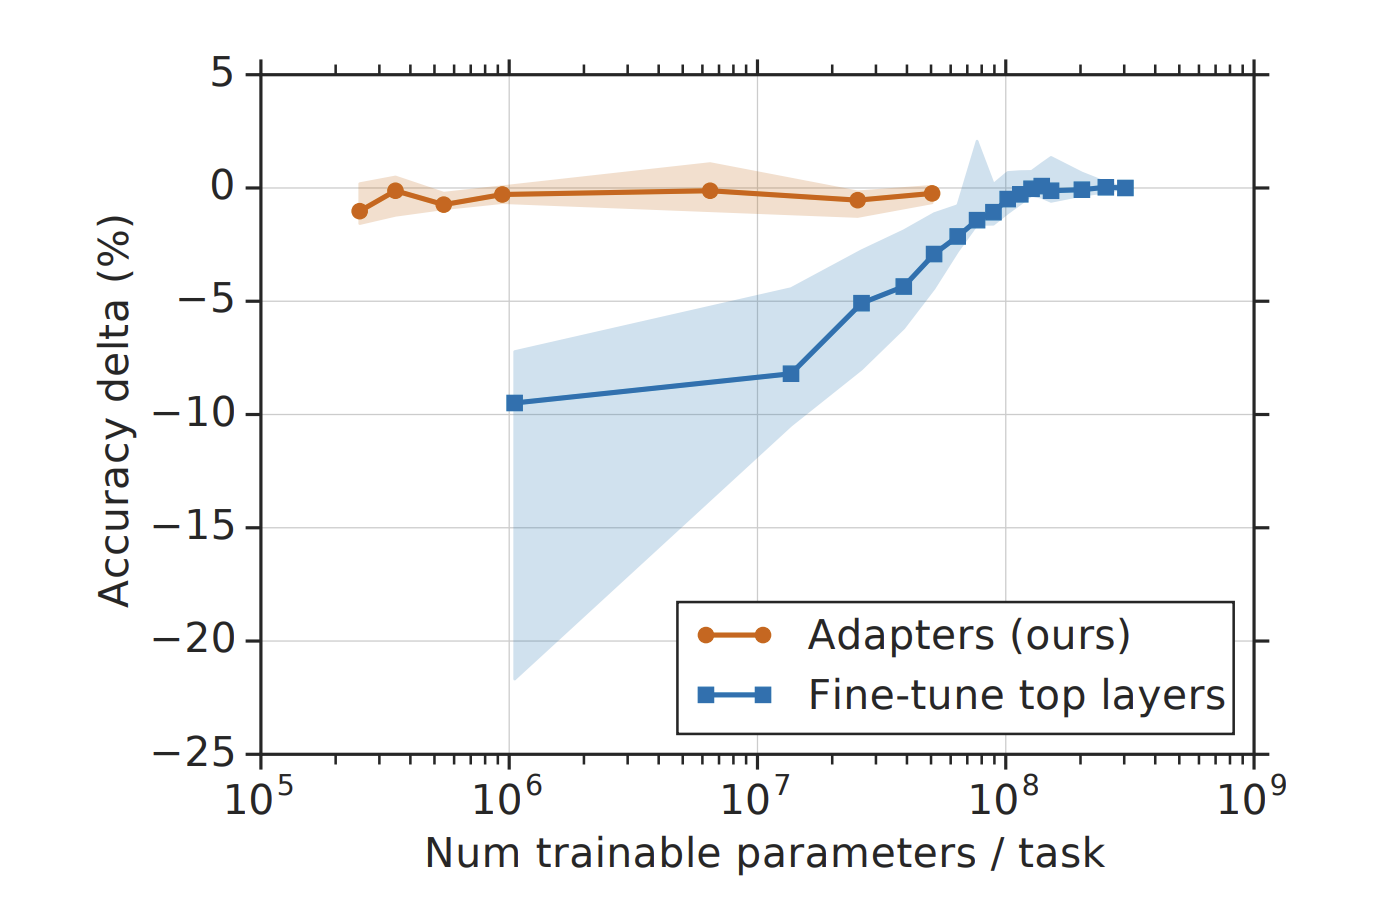 5
0
−5
−10
−15
−20
−25
Accuracy delta (%)
Adapters (ours)
Fine-tune top layers
10^5 10^6 10^7 10^8 10^9
Num trainable parameters / task